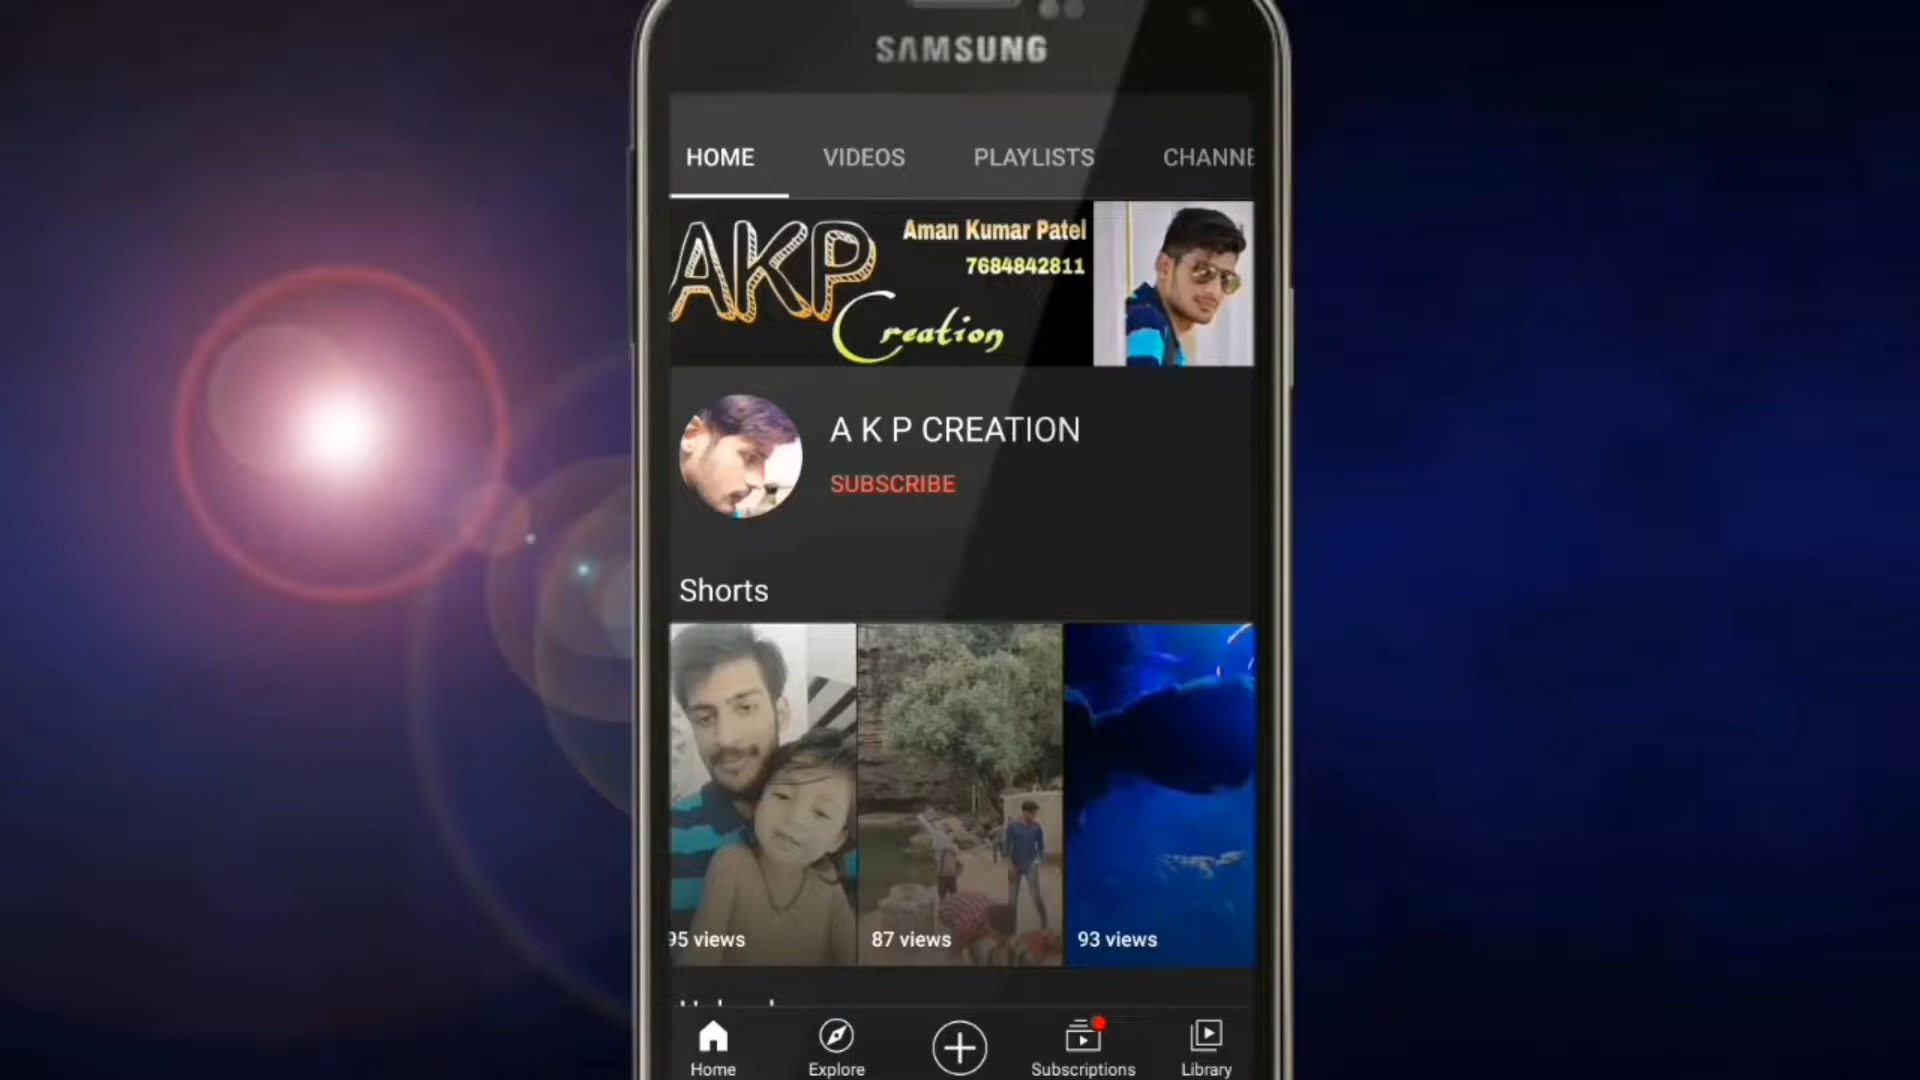 SAMSUNG
HOME VIDEOS PLAYLISTS CHANNE
AKP Creation
Aman Kumar Patel
7684842811
A K P CREATION
SUBSCRIBE
Shorts
95 views 87 views 93 views
Home Explore Subscriptions Library